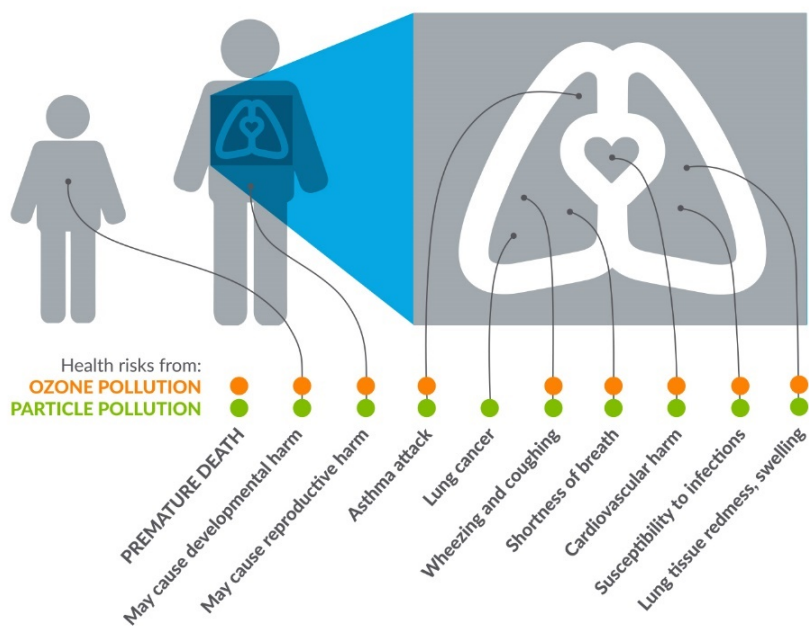 Health risks from:
OZONE POLLUTION
PARTICLE POLLUTION
PREMATURE DEATH
May cause developmental harm
May cause reproductive harm
Asthma attack
Lung cancer
Wheezing and coughing
Shortness of breath
Cardiovascular harm
Susceptibility to infections
Lung tissue redmess, swelling